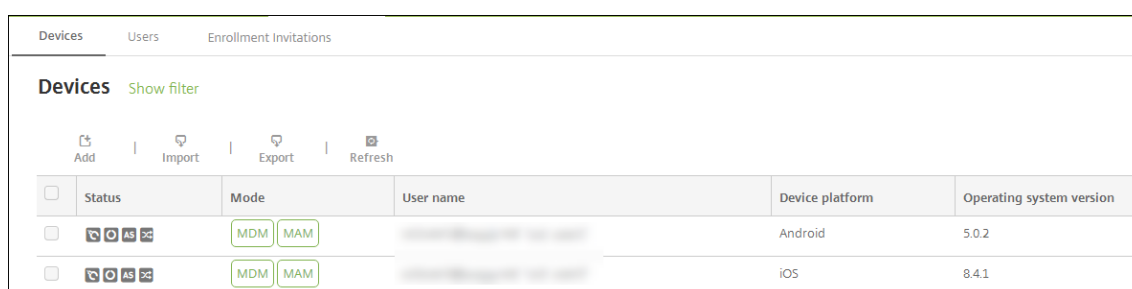 Devices Users Enrollment Invitations
Devices Show filter
Add | Import | Export | Refresh
Status Mode User name Device platform Operating system version
AS MDM MAM Android 5.0.2
AS MDM MAM iOS 8.4.1